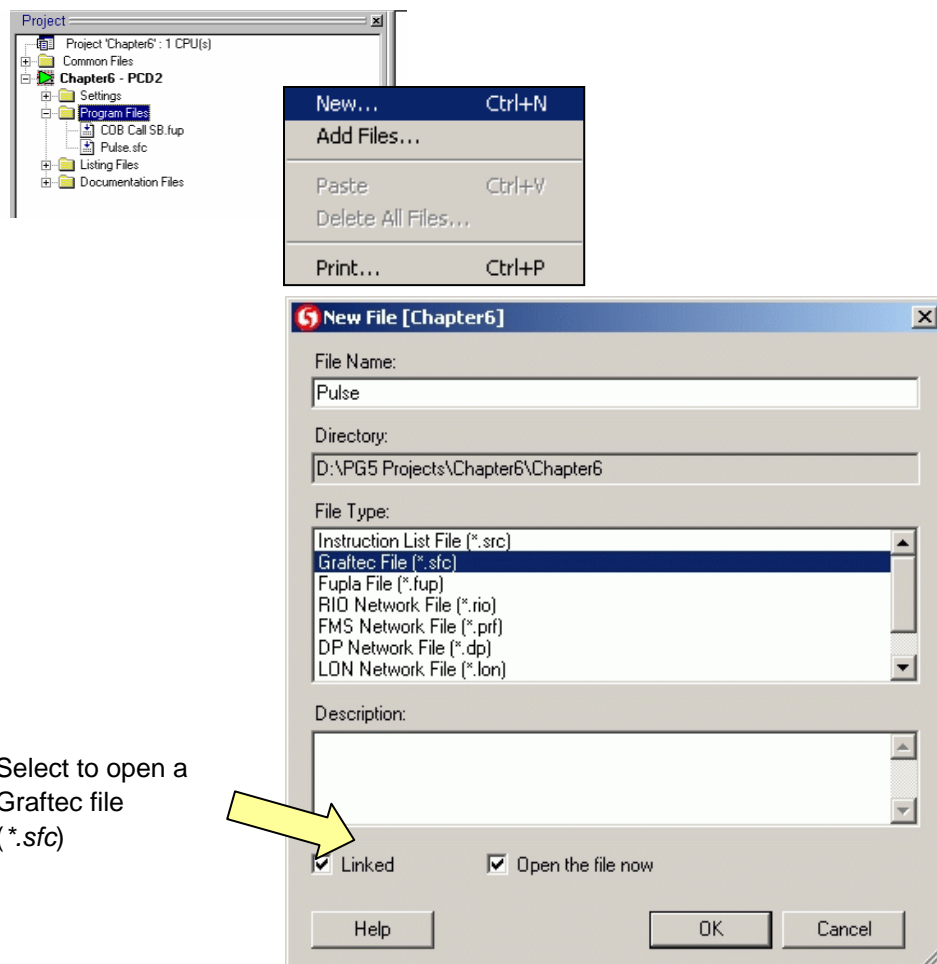 Project
Project 'Chapter6' : 1 CPU(s)
Common Files
Chapter6 - PCD2
Settings
Program Files
COB Call SB.fup
Pulse.sfc
Listing Files
Documentation Files
New... Ctrl+N
Add Files...
Paste Ctrl+V
Delete All Files...
Print... Ctrl+P
New File [Chapter6]
File Name:
Pulse
Directory:
D:\PG5 Projects\Chapter6\Chapter6
File Type:
Instruction List File (*.src)
Graftec File (*.sfc)
Fupla File (*.fup)
RIO Network File (*.rio)
FMS Network File (*.prf)
DP Network File (*.dp)
LON Network File (*.lon)
Description:
Select to open a
Graftec file
(*.sfc)
Linked Open the file now
Help OK Cancel